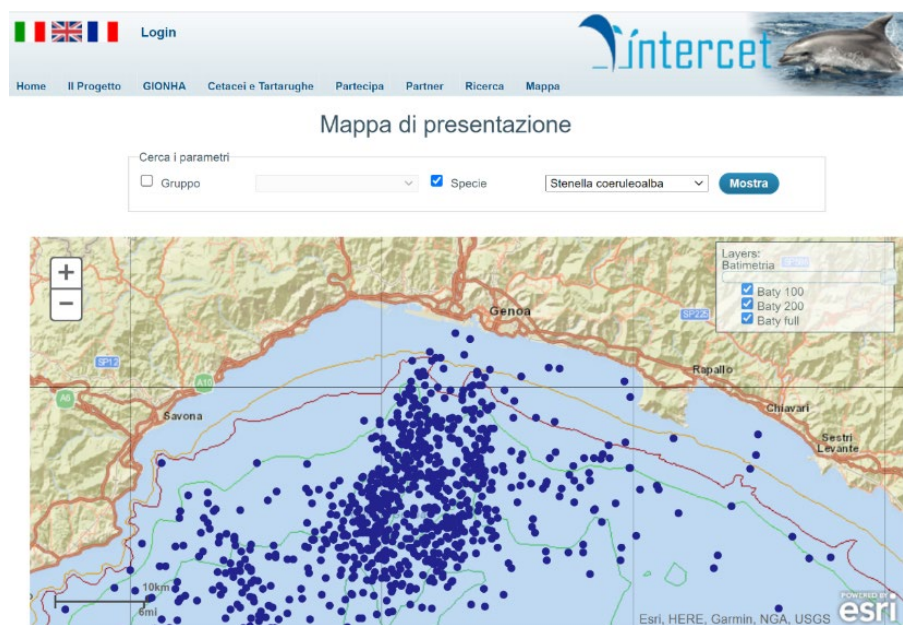 Login
intercet
Home Il Progetto GIONHA Cetacei e Tartarughe Partecipa Partner Ricerca Mappa
Mappa di presentazione
Cerca i parametri
Gruppo
Specie
Stenella coeruleoalba
Mostra
+
−
Layers:
Batimetria
Baty 100
Baty 200
Baty full
Genoa
SP225
SP12
Rapallo
A10
A6
Savona
Chiavari
Sestri
Levante
10km
6mi
POWERED BY
esri
Esri, HERE, Garmin, NGA, USGS